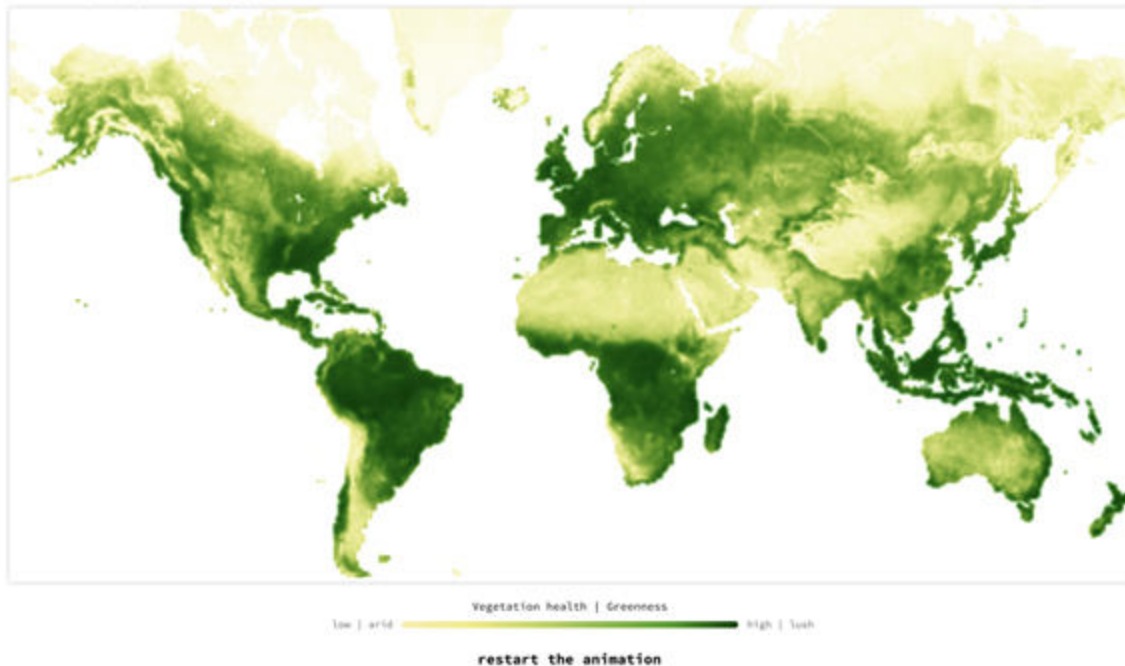 Vegetation health | Greenness
low | arid high | lush
restart the animation